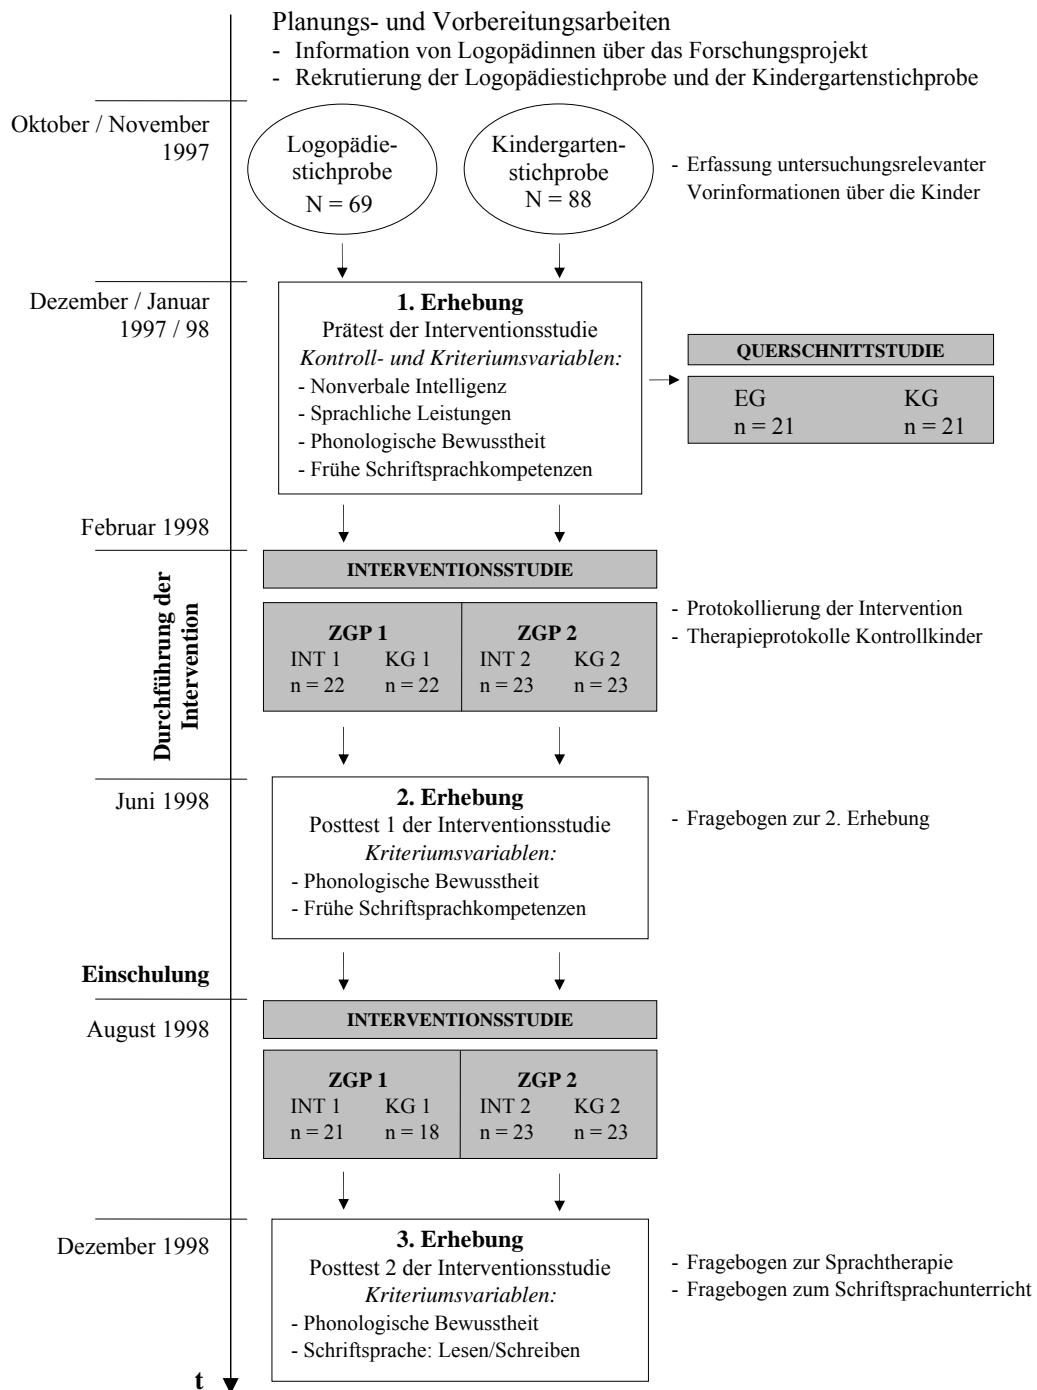 Planungs- und Vorbereitungsarbeiten
- Information von Logopädinnen über das Forschungsprojekt
- Rekrutierung der Logopädiestichprobe und der Kindergartenstichprobe
Oktober / November
1997
Logopädie-
stichprobe
N = 69
Kindergarten-
stichprobe
N = 88
- Erfassung untersuchungsrelevanter
Vorinformationen über die Kinder
Dezember / Januar
1997 / 98
1. Erhebung
Prätest der Interventionsstudie
Kontroll- und Kriteriumsvariablen:
- Nonverbale Intelligenz
- Sprachliche Leistungen
- Phonologische Bewusstheit
- Frühe Schriftsprachkompetenzen
QUERSCHNITTSTUDIE
EG KG
n = 21 n = 21
Februar 1998
Durchführung der
Intervention
INTERVENTIONSSTUDIE
ZGP 1 ZGP 2
INT 1 KG 1 INT 2 KG 2
n = 22 n = 22 n = 23 n = 23
- Protokollierung der Intervention
- Therapieprotokolle Kontrollkinder
Juni 1998
2. Erhebung
Posttest 1 der Interventionsstudie
Kriteriumsvariablen:
- Phonologische Bewusstheit
- Frühe Schriftsprachkompetenzen
- Fragebogen zur 2. Erhebung
Einschulung
August 1998
INTERVENTIONSSTUDIE
ZGP 1 ZGP 2
INT 1 KG 1 INT 2 KG 2
n = 21 n = 18 n = 23 n = 23
Dezember 1998
3. Erhebung
Posttest 2 der Interventionsstudie
Kriteriumsvariablen:
- Phonologische Bewusstheit
- Schriftsprache: Lesen/Schreiben
- Fragebogen zur Sprachtherapie
- Fragebogen zum Schriftsprachunterricht
t